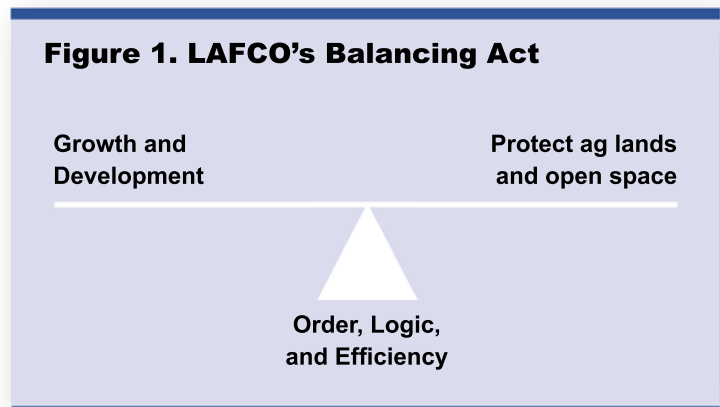 Figure 1. LAFCO’s Balancing Act
Growth and
Development
Protect ag lands
and open space
Order, Logic,
and Efficiency